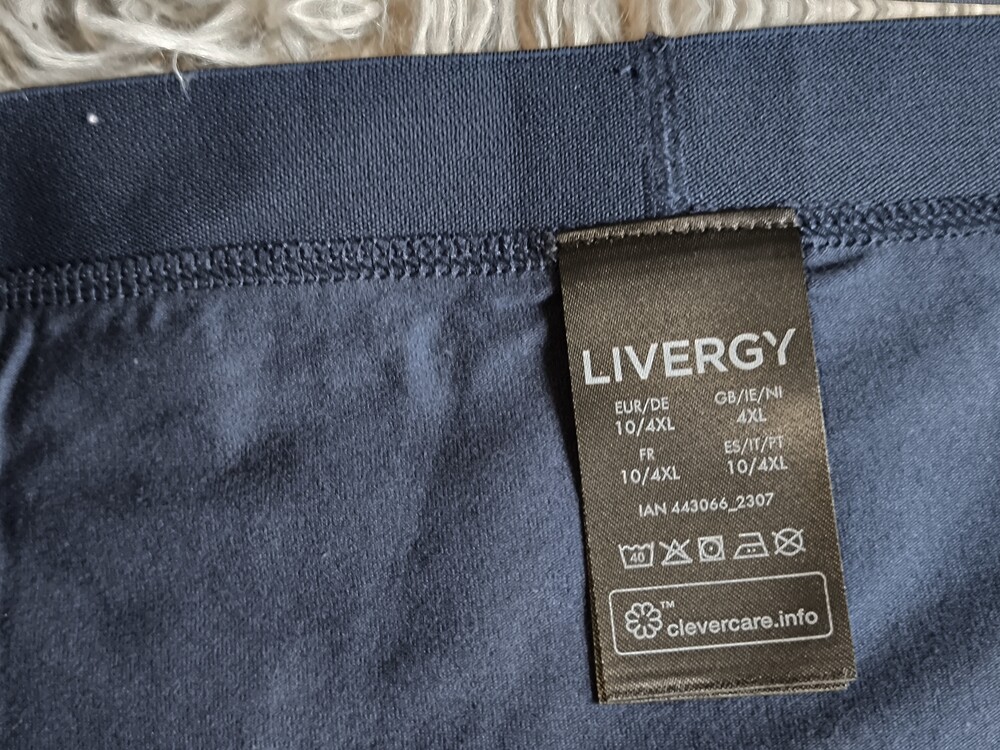 LIVERGY
EUR/DE
10/4XL
GB/IE/NI
4XL
FR
10/4XL
ES/IT/PT
10/4XL
IAN 443066_2307
40
™
clevercare.info